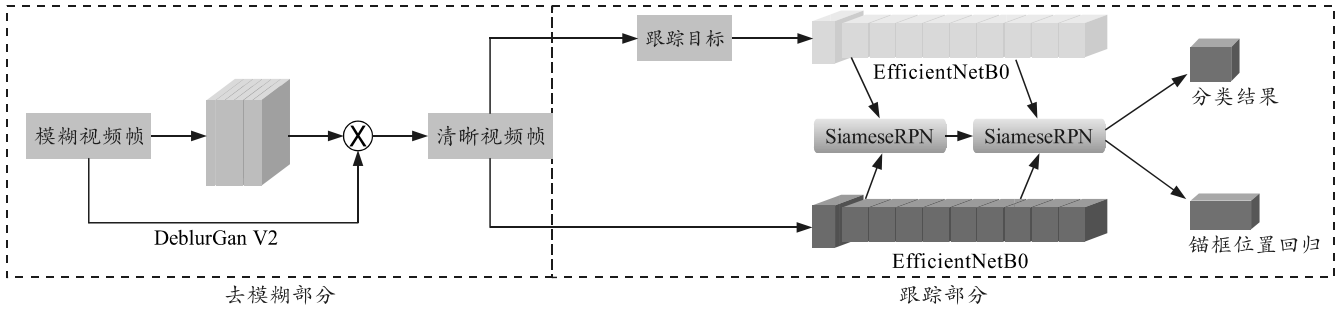 模糊视频帧
X
DeblurGan V2
清晰视频帧
去模糊部分
跟踪目标
EfficientNetB0
SiameseRPN
SiameseRPN
EfficientNetB0
分类结果
锚框位置回归
跟踪部分